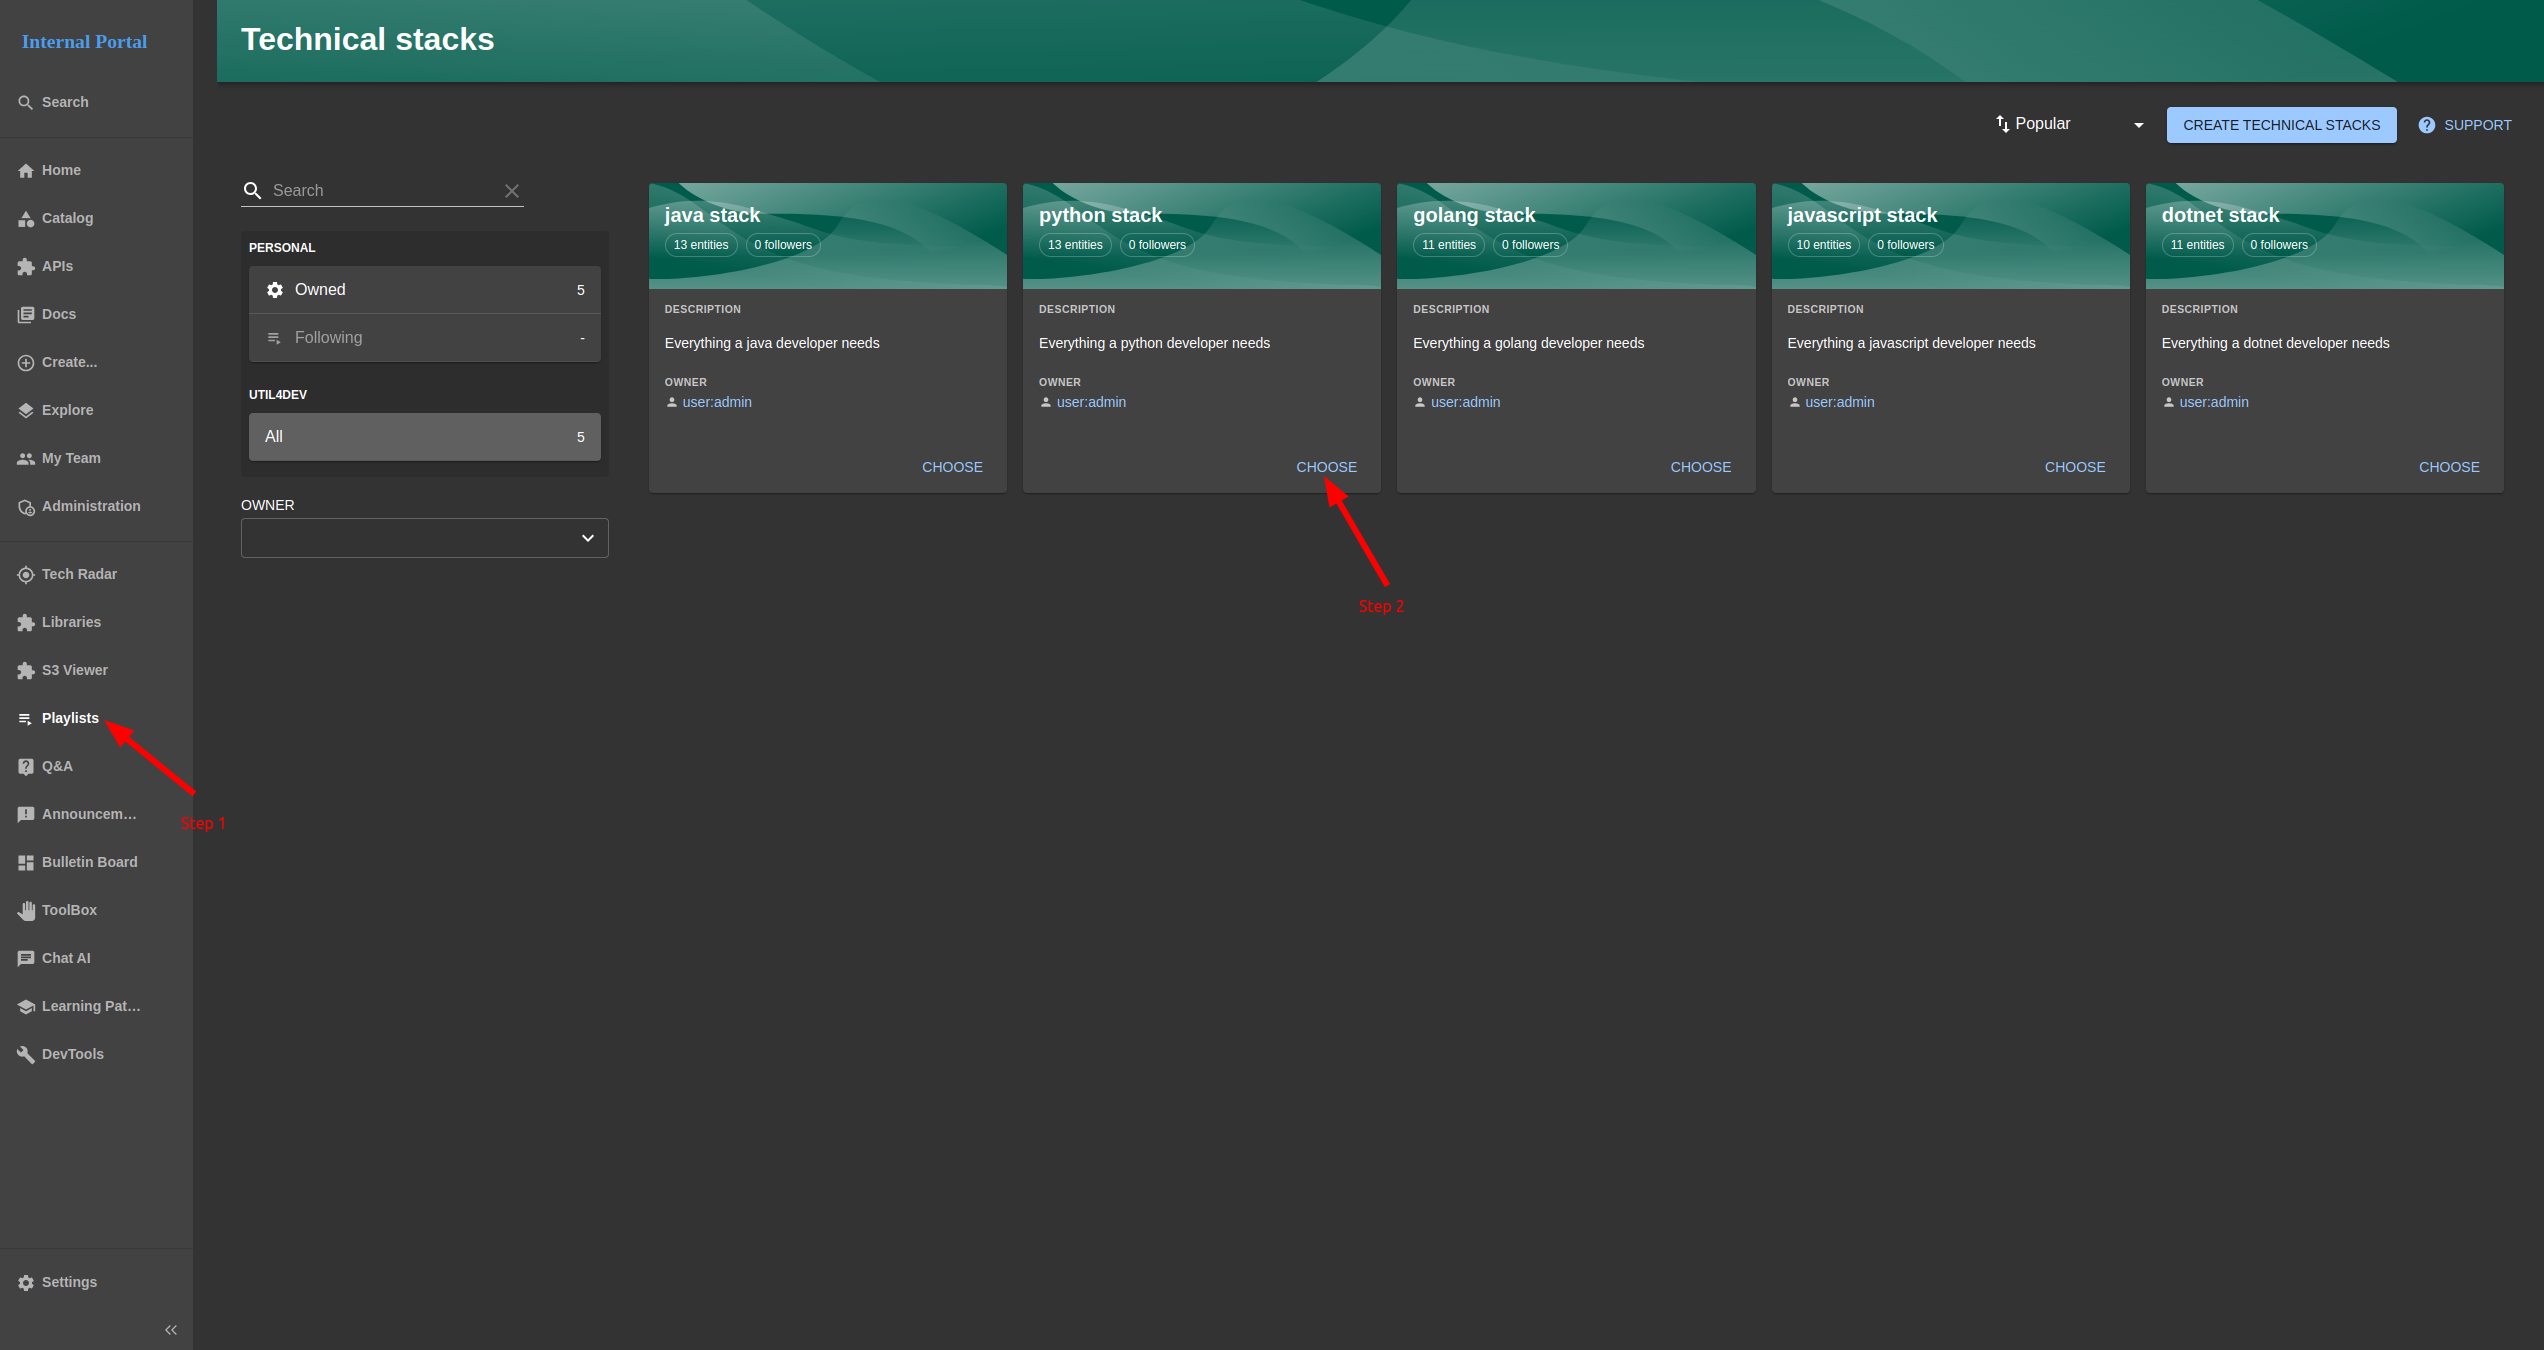 Internal Portal
Search
Home
Catalog
APIs
Docs
Create...
Explore
My Team
Administration
Tech Radar
Libraries
S3 Viewer
Playlists
Q&A
Announcem…
Bulletin Board
ToolBox
Chat AI
Learning Pat…
DevTools
Settings
Step 1
Technical stacks
Popular
CREATE TECHNICAL STACKS
SUPPORT
Search
PERSONAL
Owned 5
Following -
UTIL4DEV
All 5
OWNER
java stack
13 entities 0 followers
DESCRIPTION
Everything a java developer needs
OWNER
user:admin
CHOOSE
python stack
13 entities 0 followers
DESCRIPTION
Everything a python developer needs
OWNER
user:admin
CHOOSE
Step 2
golang stack
11 entities 0 followers
DESCRIPTION
Everything a golang developer needs
OWNER
user:admin
CHOOSE
javascript stack
10 entities 0 followers
DESCRIPTION
Everything a javascript developer needs
OWNER
user:admin
CHOOSE
dotnet stack
11 entities 0 followers
DESCRIPTION
Everything a dotnet developer needs
OWNER
user:admin
CHOOSE